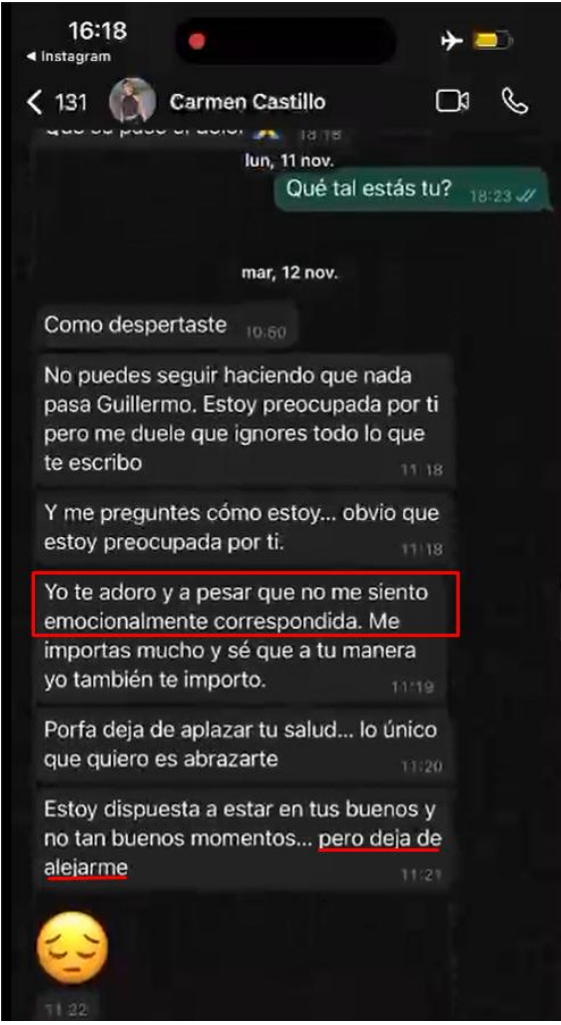 16:18
Instagram
131 Carmen Castillo
18:18
lun, 11 nov.
Qué tal estás tu? 18:23
mar, 12 nov.
Como despertaste 10:50
No puedes seguir haciendo que nada
pasa Guillermo. Estoy preocupada por ti
pero me duele que ignores todo lo que
te escribo 11:18
Y me preguntes cómo estoy... obvio que
estoy preocupada por ti. 11:18
Yo te adoro y a pesar que no me siento
emocionalmente correspondida. Me
importas mucho y sé que a tu manera
yo también te importo. 11:19
Porfa deja de aplazar tu salud... lo único
que quiero es abrazarte 11:20
Estoy dispuesta a estar en tus buenos y
no tan buenos momentos... pero deja de
alejarme 11:21
11:22